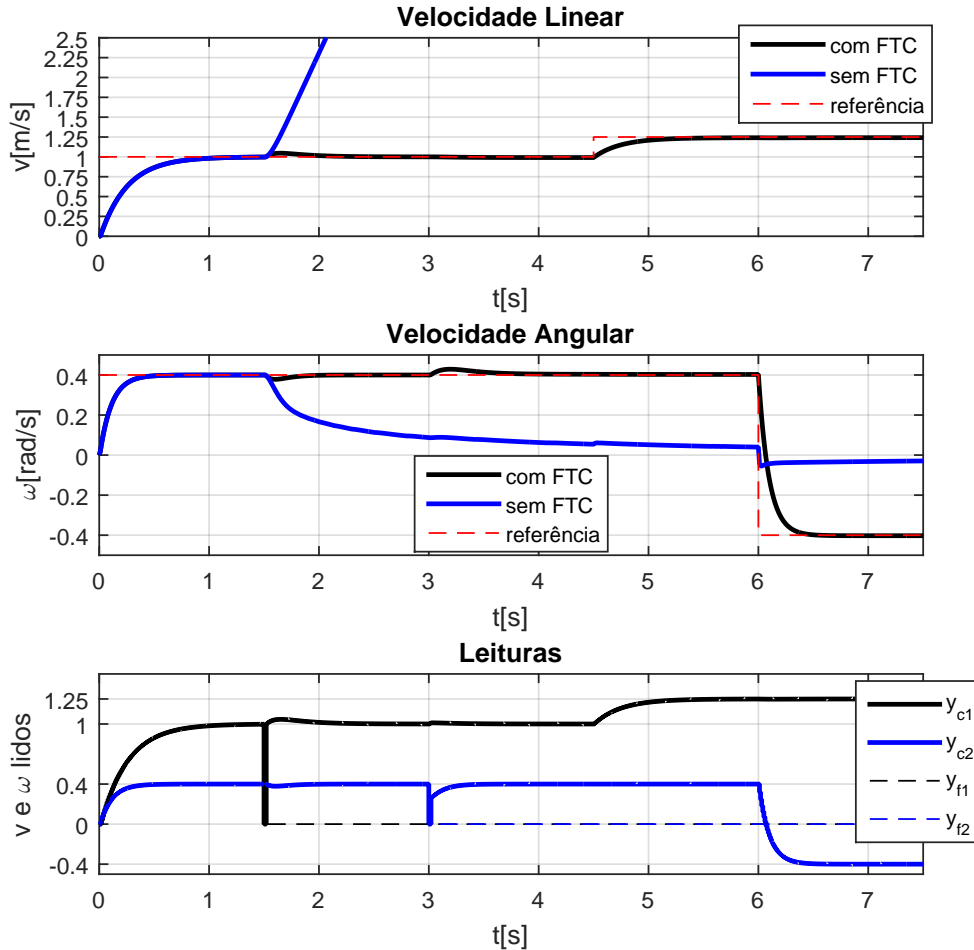 Velocidade Linear
v[m/s]
2.5
2.25
2
1.75
1.5
1.25
1
0.75
0.5
0.25
0
com FTC
sem FTC
referência
0 1 2 3 4 5 6 7
t[s]
Velocidade Angular
ω[rad/s]
0.4
0.2
0
-0.2
-0.4
com FTC
sem FTC
referência
0 1 2 3 4 5 6 7
t[s]
Leituras
v e ω lidos
1.25
1
0.4
0
-0.4
y_c1
y_c2
y_f1
y_f2
0 1 2 3 4 5 6 7
t[s]